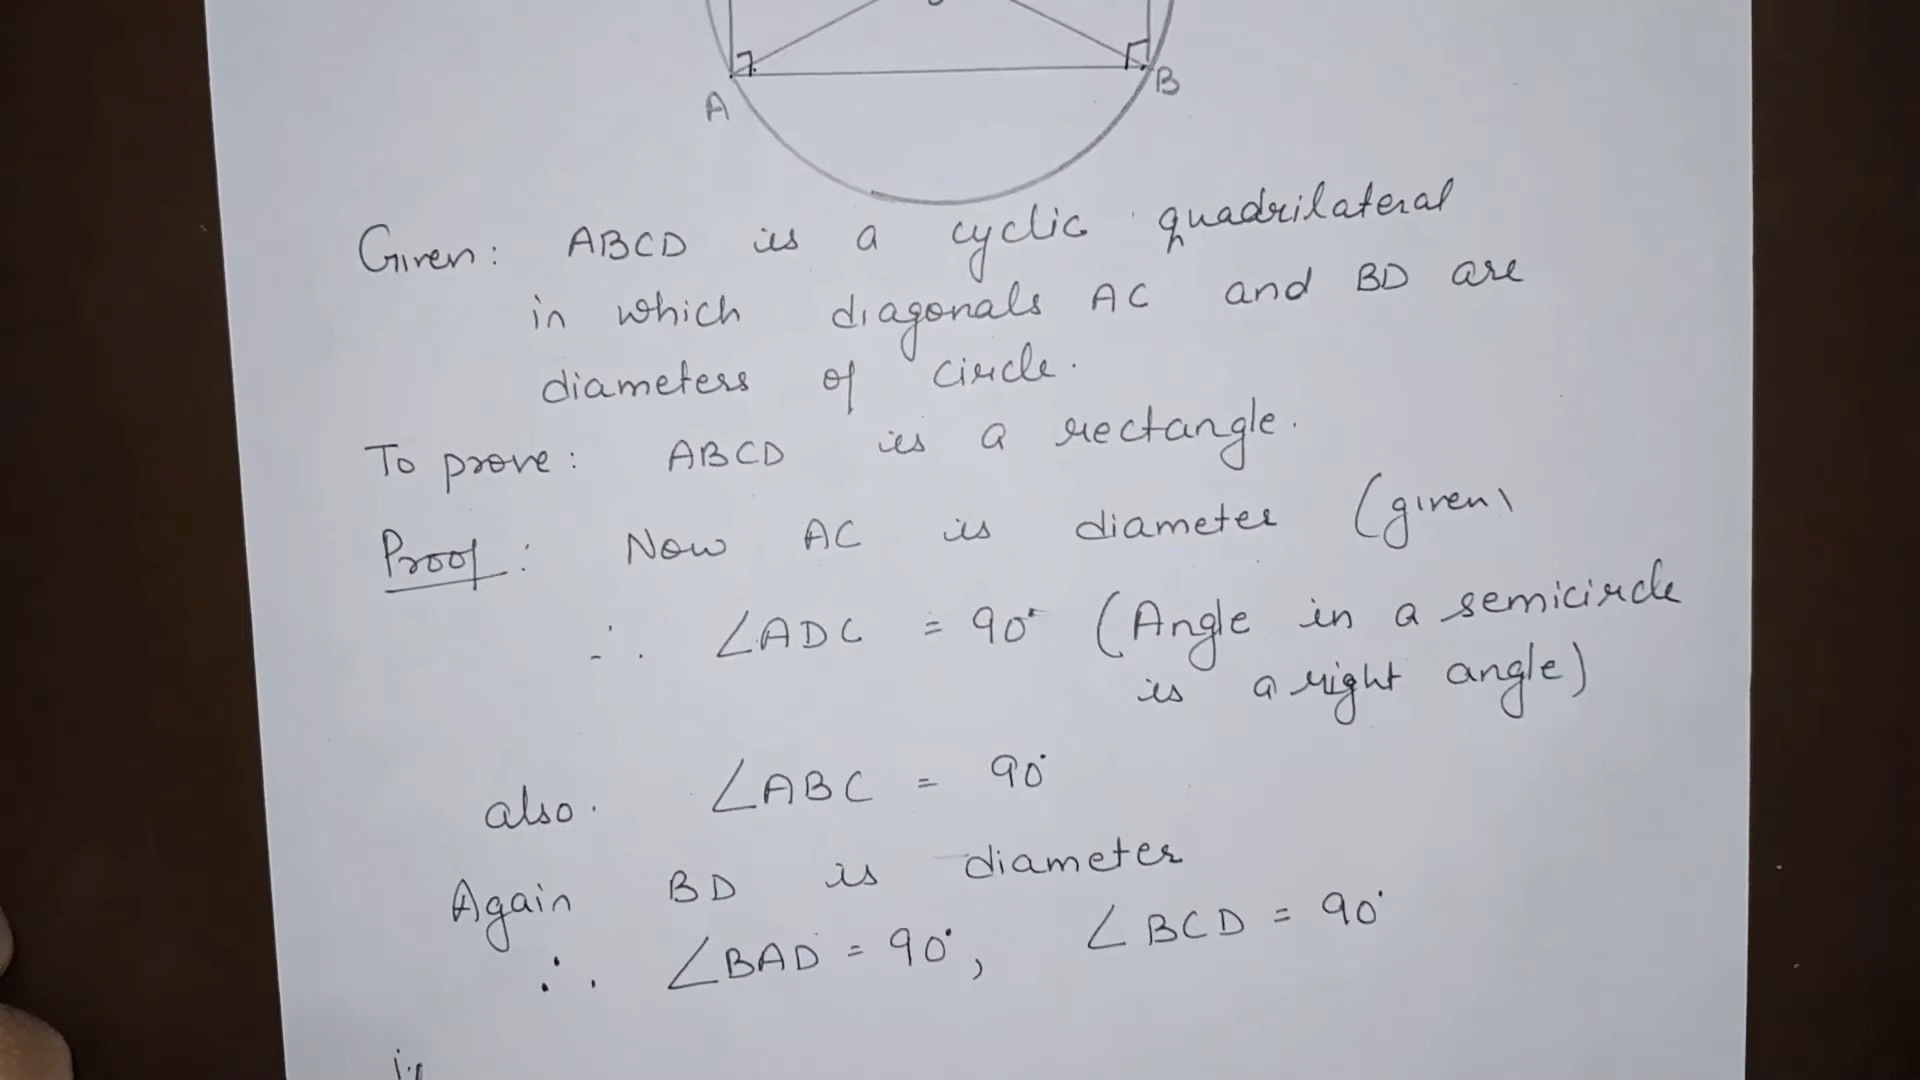 A
B
Given: ABCD is a cyclic quadrilateral
in which diagonals AC and BD are
diameters of circle.
To prove: ABCD is a rectangle.
Proof: Now AC is diameter (given)
∴ ∠ADC = 90° (Angle in a semicircle
is a right angle)
also. ∠ABC = 90°
Again BD is diameter
∴ ∠BAD = 90°, ∠BCD = 90°